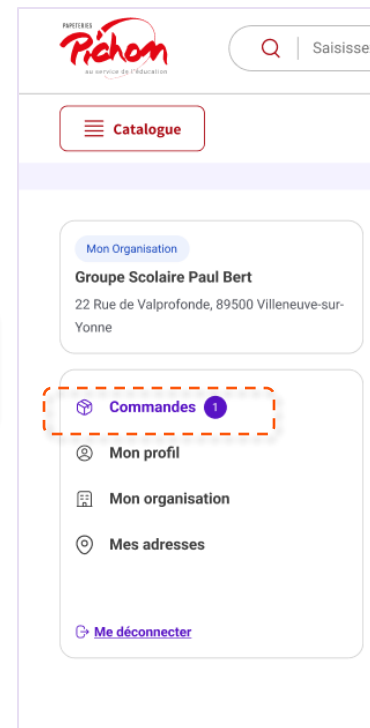 PAPETERIES
Pichon
au service de l'Éducation
Saisisse
Catalogue
Mon Organisation
Groupe Scolaire Paul Bert
22 Rue de Valprofonde, 89500 Villeneuve-sur-
Yonne
Commandes 1
Mon profil
Mon organisation
Mes adresses
Me déconnecter